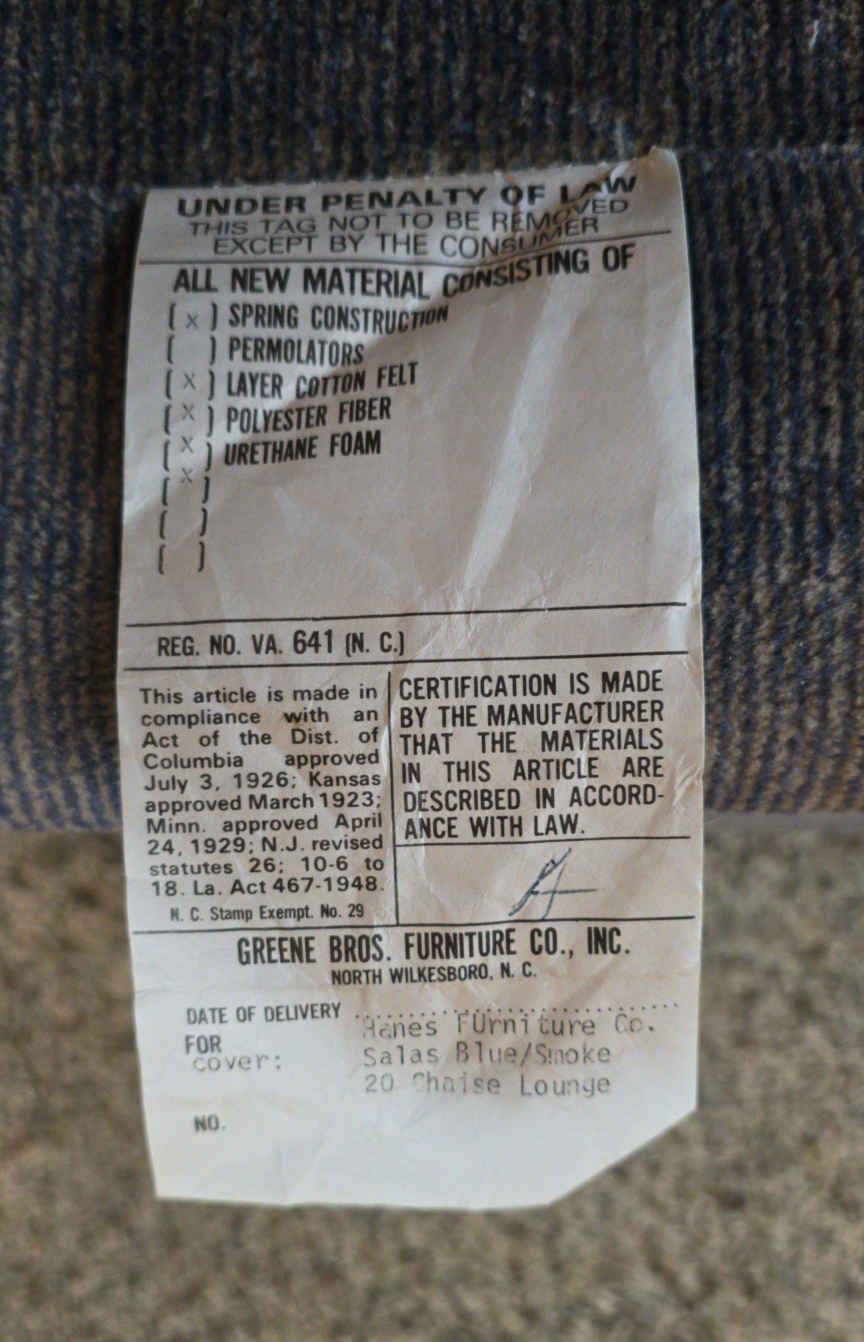 UNDER PENALTY OF LAW
THIS TAG NOT TO BE REMOVED
EXCEPT BY THE CONSUMER
ALL NEW MATERIAL CONSISTING OF
( x ) SPRING CONSTRUCTION
(   ) PERMOLATORS
( x ) LAYER COTTON FELT
( x ) POLYESTER FIBER
( x ) URETHANE FOAM
( x )
(   )
(   )
REG. NO. VA. 641 (N. C.)
This article is made in
compliance with an
Act of the Dist. of
Columbia approved
July 3, 1926; Kansas
approved March 1923;
Minn. approved April
24, 1929; N.J. revised
statutes 26; 10-6 to
18. La. Act 467-1948.
N. C. Stamp Exempt. No. 29
CERTIFICATION IS MADE
BY THE MANUFACTURER
THAT THE MATERIALS
IN THIS ARTICLE ARE
DESCRIBED IN ACCORD-
ANCE WITH LAW.
GREENE BROS. FURNITURE CO., INC.
NORTH WILKESBORO, N. C.
DATE OF DELIVERY
FOR Hanes FUrniture Co.
cover: Salas Blue/Smoke
20 Chaise Lounge
NO.